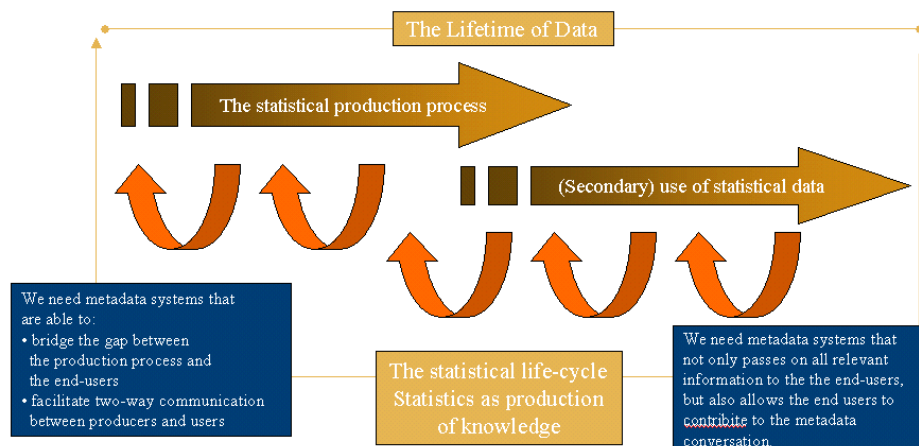 The Lifetime of Data
The statistical production process
(Secondary) use of statistical data
We need metadata systems that
are able to:
• bridge the gap between
the production process and
the end-users
• facilitate two-way communication
between producers and users
The statistical life-cycle
Statistics as production
of knowledge
We need metadata systems that
not only passes on all relevant
information to the the end-users,
but also allows the end users to
contribite to the metadata
conversation.